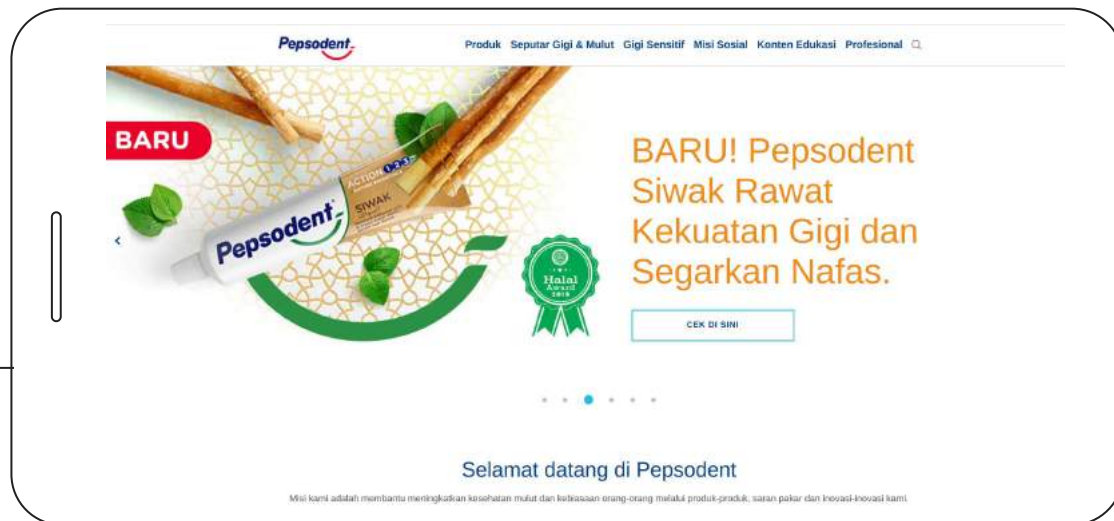 Pepsodent
Produk Seputar Gigi & Mulut Gigi Sensitif Misi Sosial Konten Edukasi Profesional
BARU
ACTION 1 2 3
SIWAK
Pepsodent
Halal
Award
2019
BARU! Pepsodent
Siwak Rawat
Kekuatan Gigi dan
Segarkan Nafas.
CEK DI SINI
Selamat datang di Pepsodent
Misi kami adalah membantu meningkatkan kesehatan mulut dan kebiasaan orang-orang melalui produk-produk, saran pakar dan inovasi-inovasi kami.